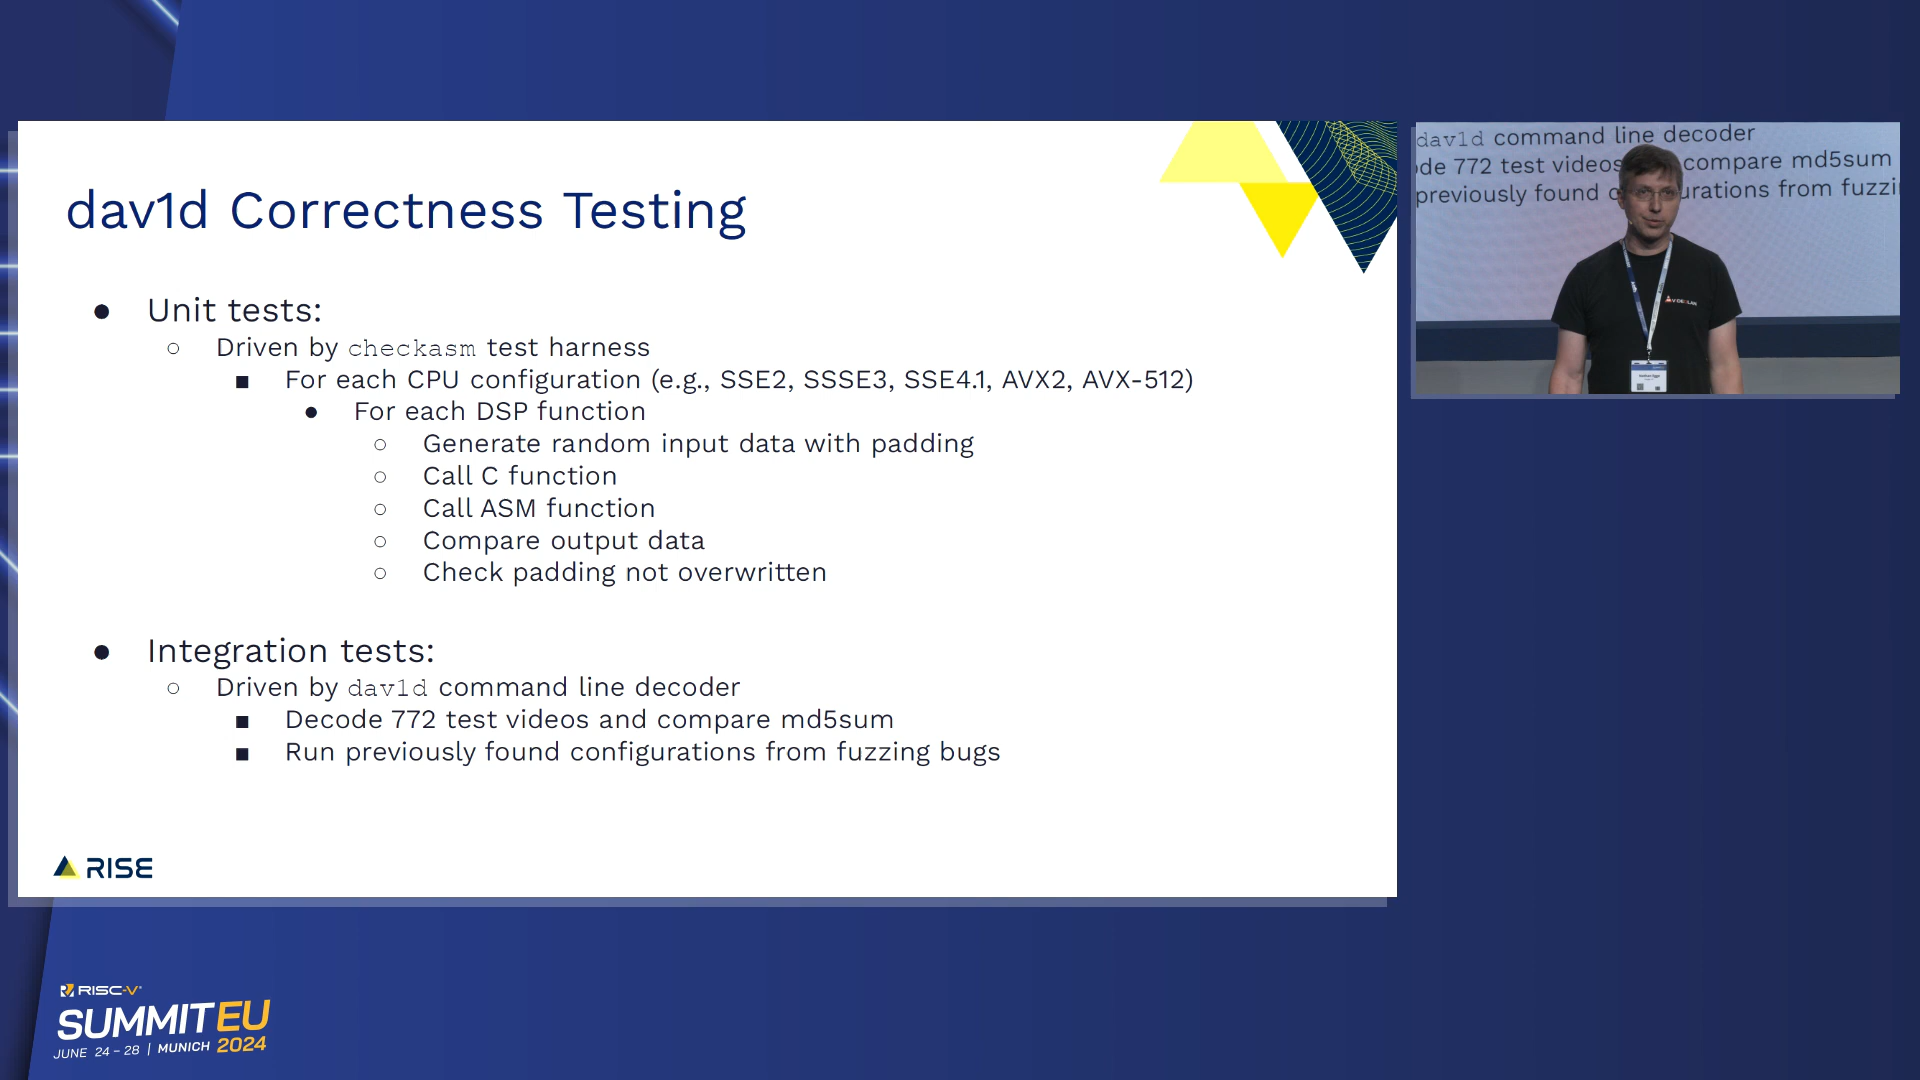 dav1d Correctness Testing
● Unit tests:
○ Driven by checkasm test harness
■ For each CPU configuration (e.g., SSE2, SSSE3, SSE4.1, AVX2, AVX-512)
● For each DSP function
○ Generate random input data with padding
○ Call C function
○ Call ASM function
○ Compare output data
○ Check padding not overwritten
● Integration tests:
○ Driven by dav1d command line decoder
■ Decode 772 test videos and compare md5sum
■ Run previously found configurations from fuzzing bugs
RISE
dav1d command line decoder
de 772 test videos compare md5sum
previously found urations from fuzzi
VIDEOLAN
RISC-V
SUMMIT EU
JUNE 24 – 28 | MUNICH 2024